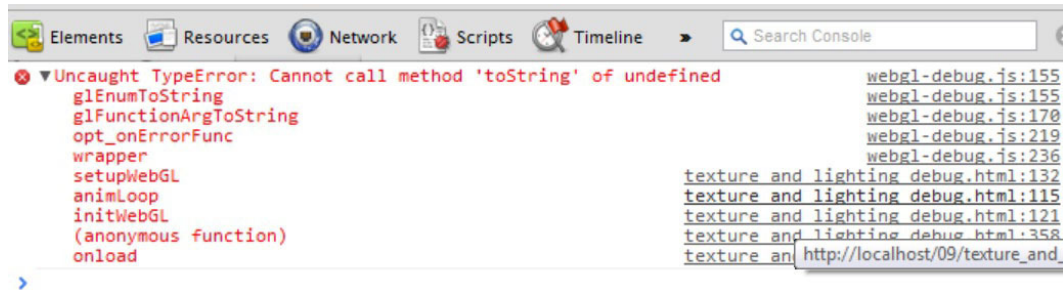 Elements Resources Network Scripts Timeline » Search Console
▼Uncaught TypeError: Cannot call method 'toString' of undefined webgl-debug.js:155
glEnumToString webgl-debug.js:155
glFunctionArgToString webgl-debug.js:170
opt_onErrorFunc webgl-debug.js:219
wrapper webgl-debug.js:236
setupWebGL texture and lighting debug.html:132
animLoop texture and lighting debug.html:115
initWebGL texture and lighting debug.html:121
(anonymous function) texture and lighting debug.html:358
onload texture an http://localhost/09/texture_and_
>